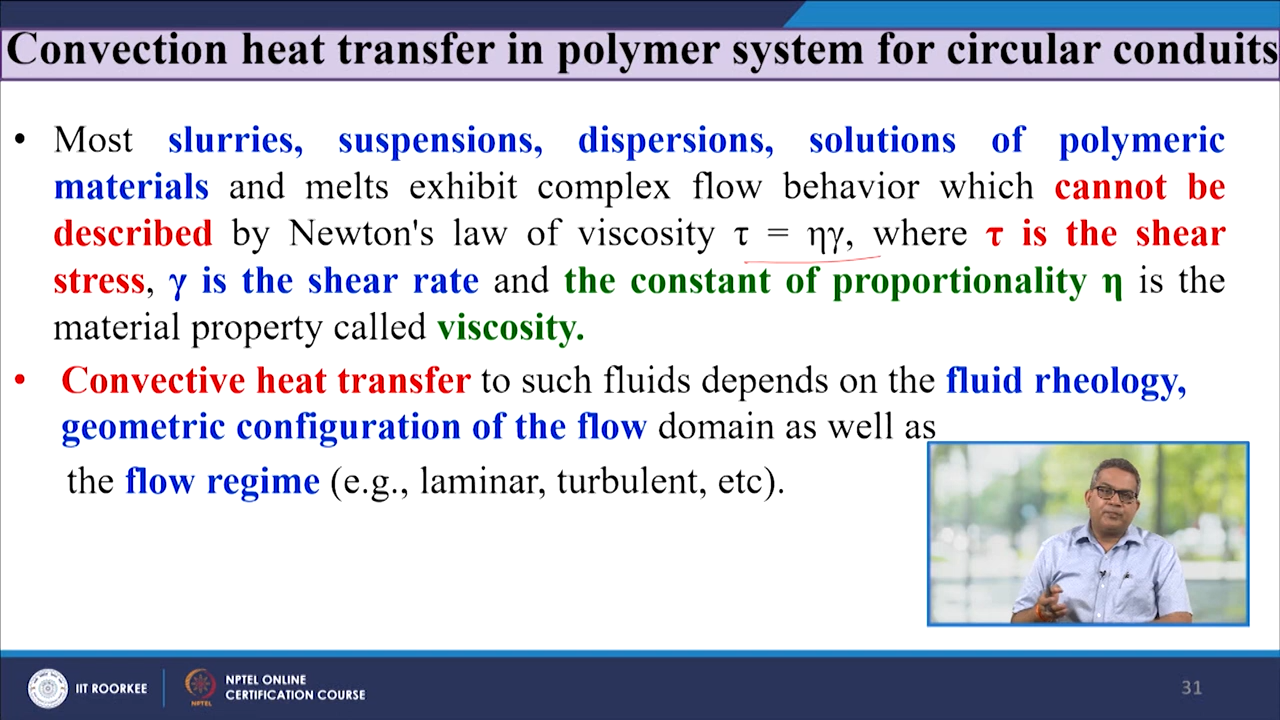 Convection heat transfer in polymer system for circular conduits
• Most slurries, suspensions, dispersions, solutions of polymeric
materials and melts exhibit complex flow behavior which cannot be
described by Newton's law of viscosity τ = ηγ, where τ is the shear
stress, γ is the shear rate and the constant of proportionality η is the
material property called viscosity.
• Convective heat transfer to such fluids depends on the fluid rheology,
geometric configuration of the flow domain as well as
the flow regime (e.g., laminar, turbulent, etc).
IIT ROORKEE
NPTEL
NPTEL ONLINE
CERTIFICATION COURSE
31